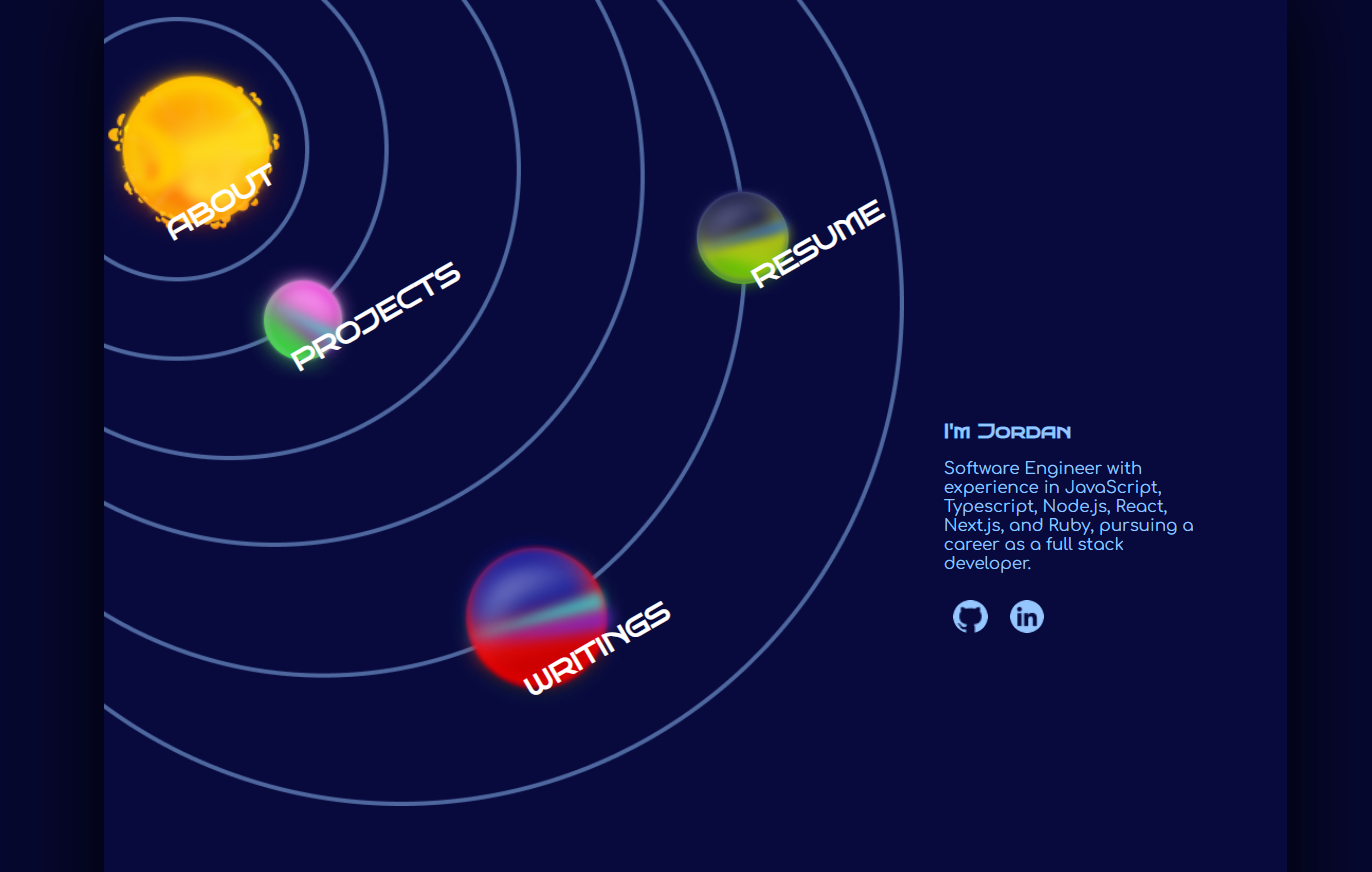 ABOUT
PROJECTS
RESUME
WRITINGS
I'm Jordan
Software Engineer with
experience in JavaScript,
Typescript, Node.js, React,
Next.js, and Ruby, pursuing a
career as a full stack
developer.
in